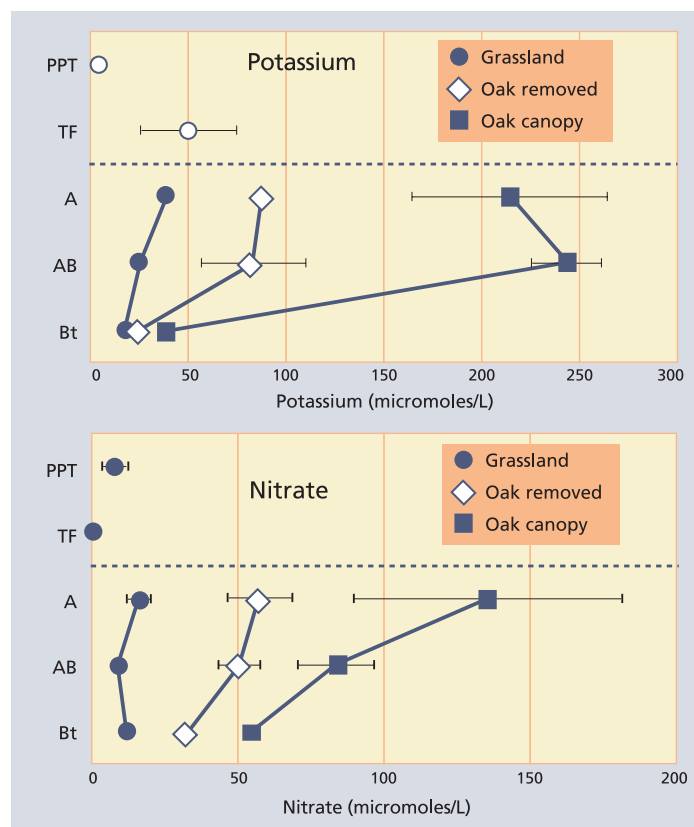 Potassium
Grassland
Oak removed
Oak canopy
PPT
TF
A
AB
Bt
0 50 100 150 200 250 300
Potassium (micromoles/L)
Nitrate
Grassland
Oak removed
Oak canopy
PPT
TF
A
AB
Bt
0 50 100 150 200
Nitrate (micromoles/L)